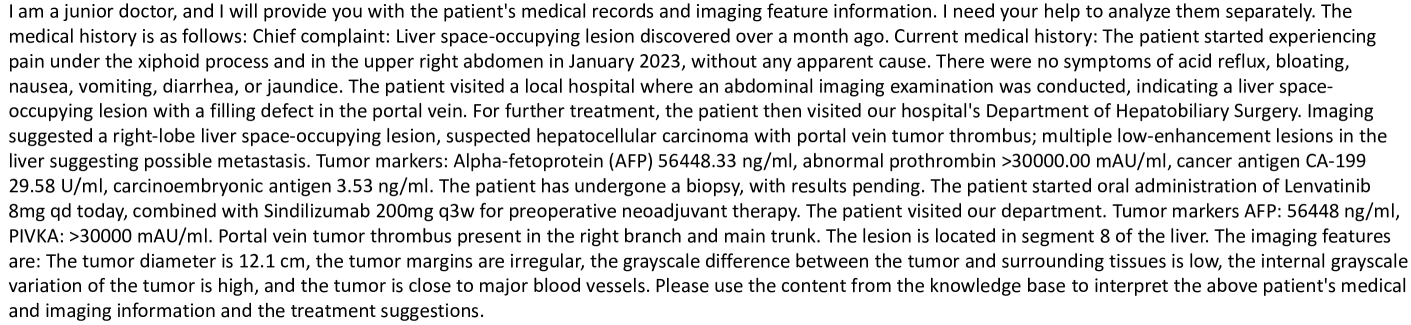 I am a junior doctor, and I will provide you with the patient's medical records and imaging feature information. I need your help to analyze them separately. The
medical history is as follows: Chief complaint: Liver space-occupying lesion discovered over a month ago. Current medical history: The patient started experiencing
pain under the xiphoid process and in the upper right abdomen in January 2023, without any apparent cause. There were no symptoms of acid reflux, bloating,
nausea, vomiting, diarrhea, or jaundice. The patient visited a local hospital where an abdominal imaging examination was conducted, indicating a liver space-
occupying lesion with a filling defect in the portal vein. For further treatment, the patient then visited our hospital's Department of Hepatobiliary Surgery. Imaging
suggested a right-lobe liver space-occupying lesion, suspected hepatocellular carcinoma with portal vein tumor thrombus; multiple low-enhancement lesions in the
liver suggesting possible metastasis. Tumor markers: Alpha-fetoprotein (AFP) 56448.33 ng/ml, abnormal prothrombin >30000.00 mAU/ml, cancer antigen CA-199
29.58 U/ml, carcinoembryonic antigen 3.53 ng/ml. The patient has undergone a biopsy, with results pending. The patient started oral administration of Lenvatinib
8mg qd today, combined with Sindilizumab 200mg q3w for preoperative neoadjuvant therapy. The patient visited our department. Tumor markers AFP: 56448 ng/ml,
PIVKA: >30000 mAU/ml. Portal vein tumor thrombus present in the right branch and main trunk. The lesion is located in segment 8 of the liver. The imaging features
are: The tumor diameter is 12.1 cm, the tumor margins are irregular, the grayscale difference between the tumor and surrounding tissues is low, the internal grayscale
variation of the tumor is high, and the tumor is close to major blood vessels. Please use the content from the knowledge base to interpret the above patient's medical
and imaging information and the treatment suggestions.